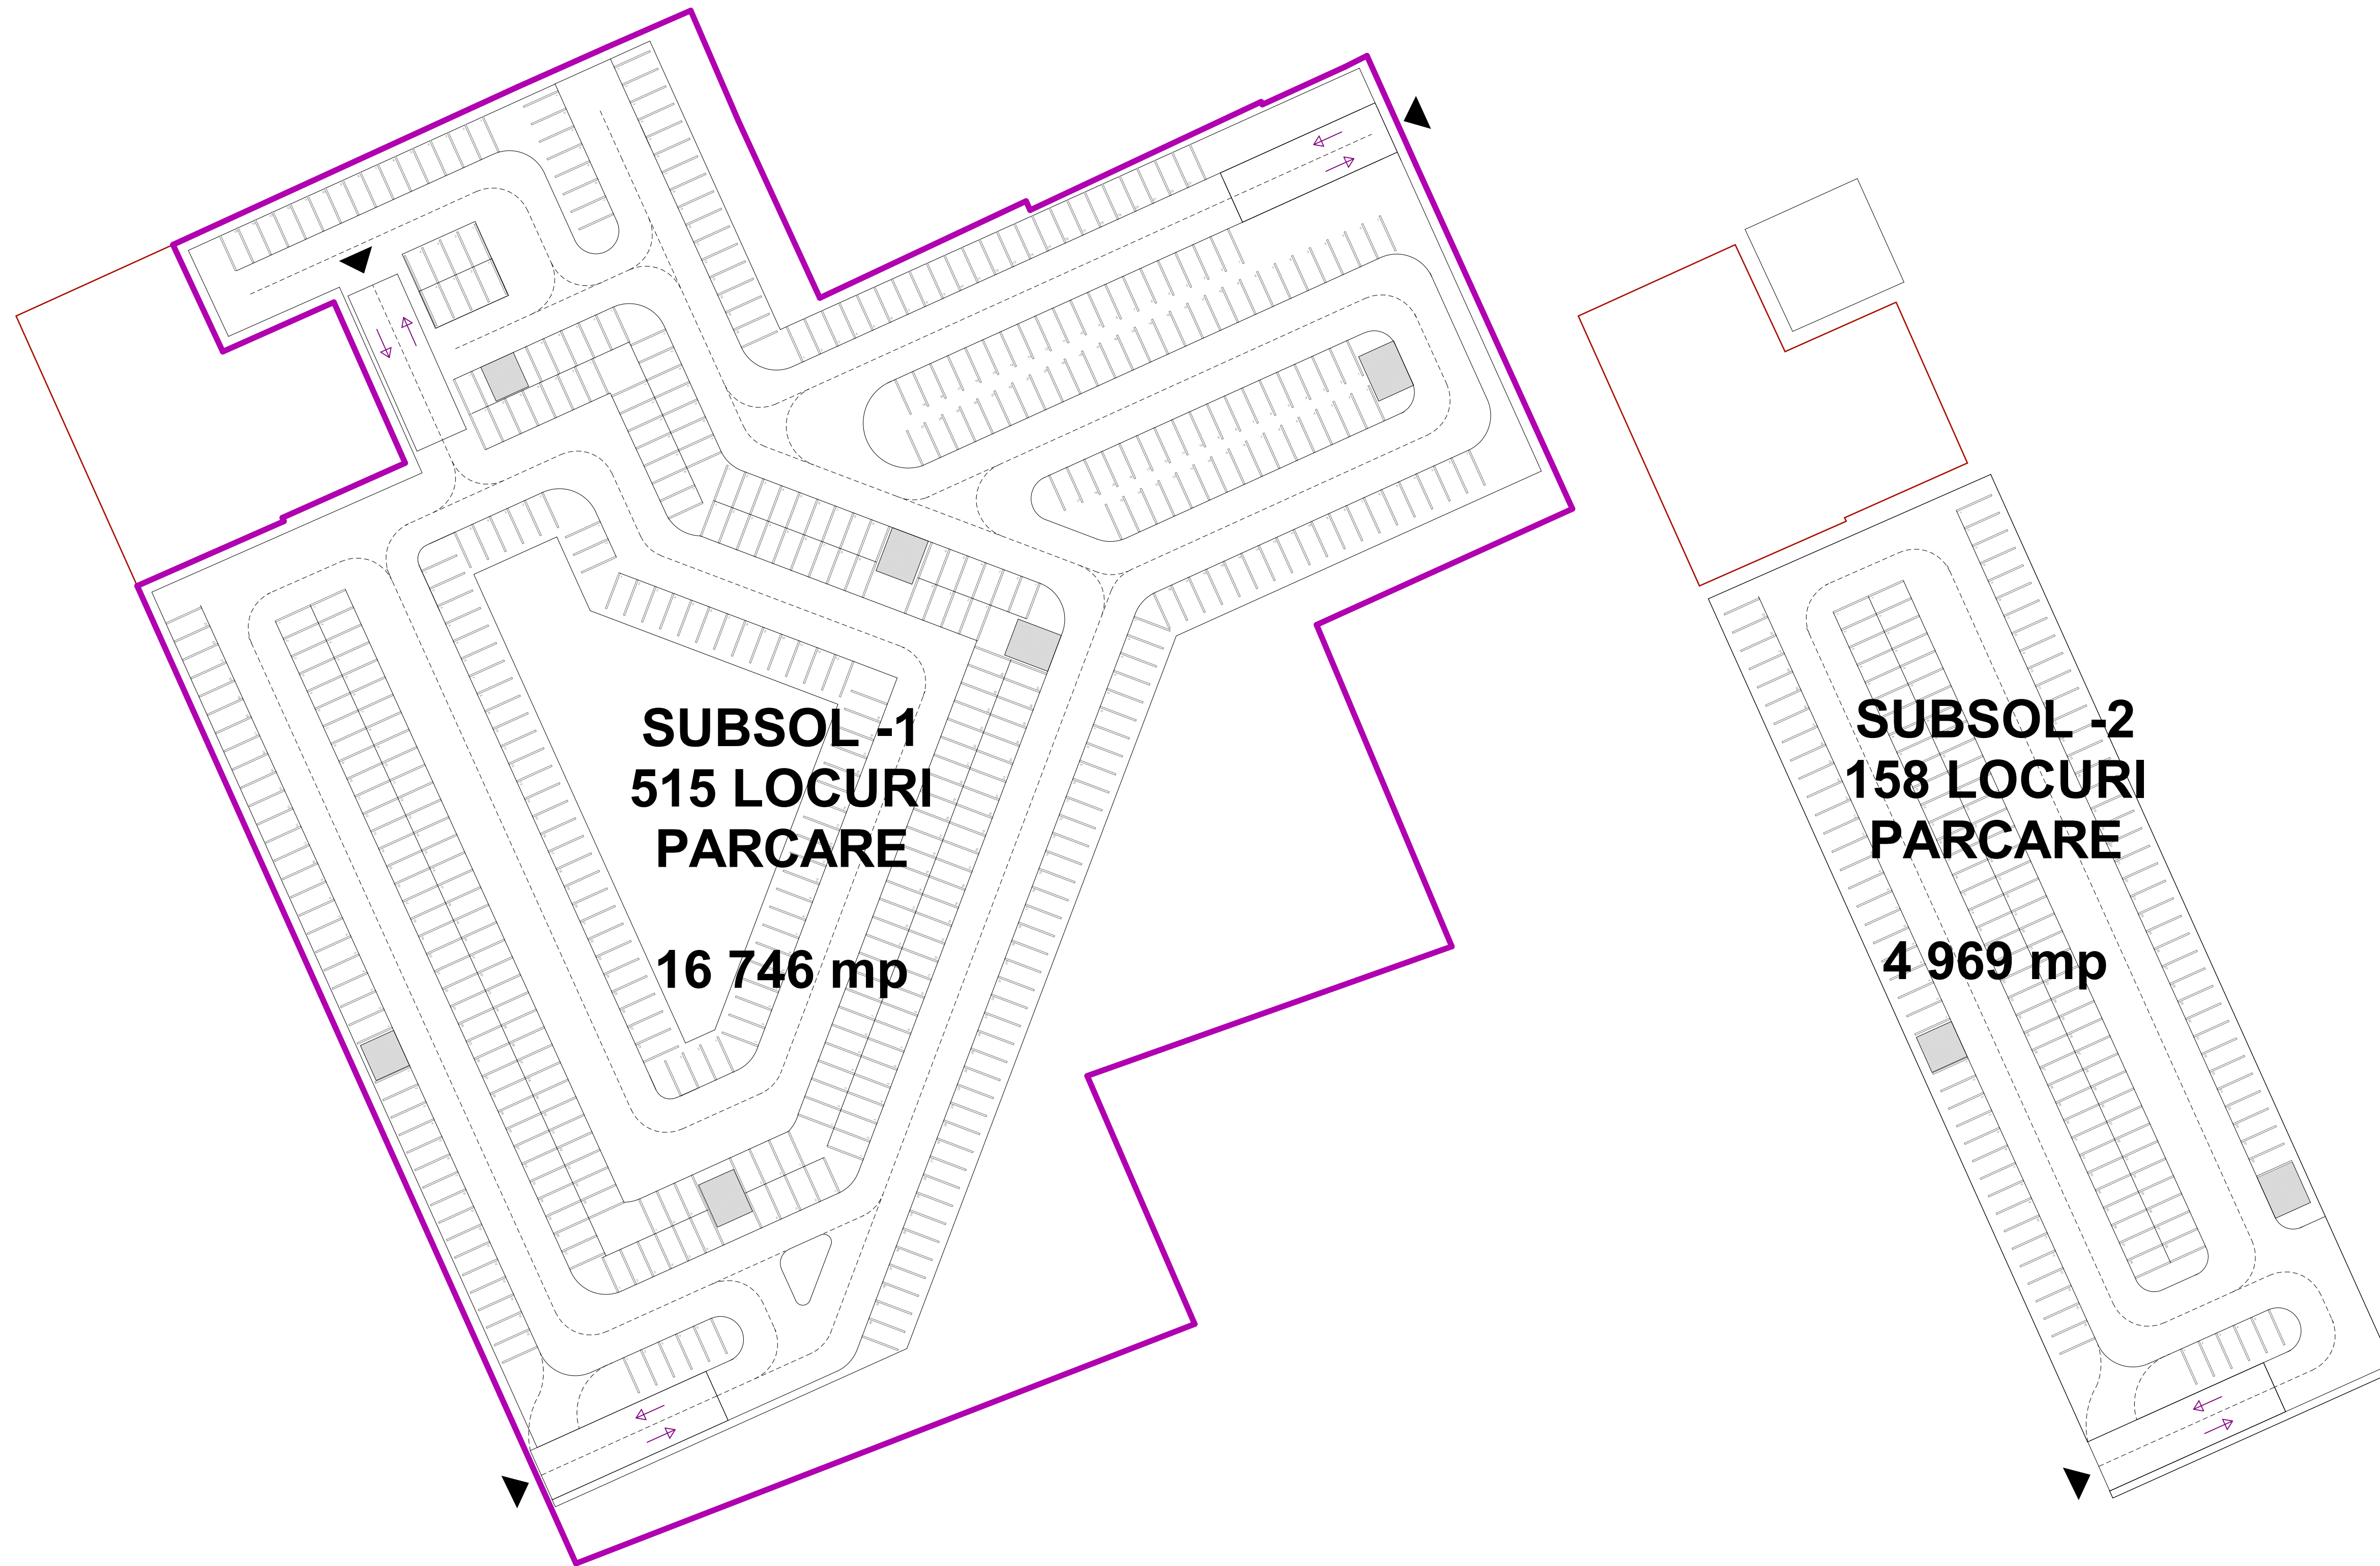 SUBSOL -1
515 LOCURI
PARCARE
16 746 mp
SUBSOL -2
158 LOCURI
PARCARE
4 969 mp